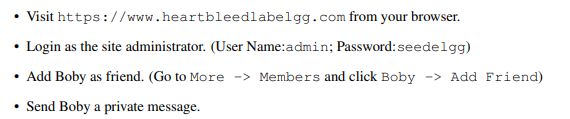 • Visit https://www.heartbleedlabelgg.com from your browser.
• Login as the site administrator. (User Name:admin; Password:seedelgg)
• Add Boby as friend. (Go to More -> Members and click Boby -> Add Friend)
• Send Boby a private message.